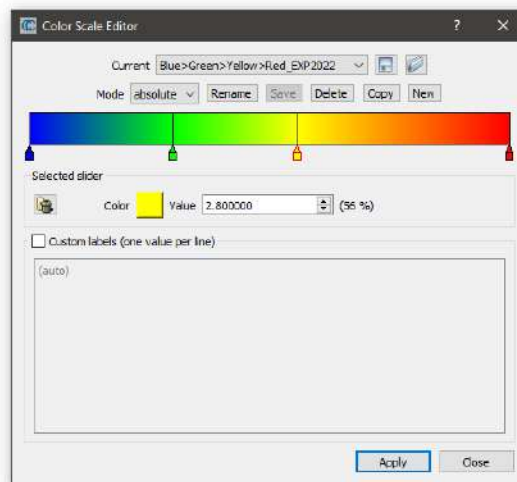 Color Scale Editor ? ×
Current Blue>Green>Yellow>Red_EXP2022
Mode absolute Rename Save Delete Copy New
Selected slider
Color Value 2.800000 (56 %)
Custom labels (one value per line)
(auto)
Apply Close